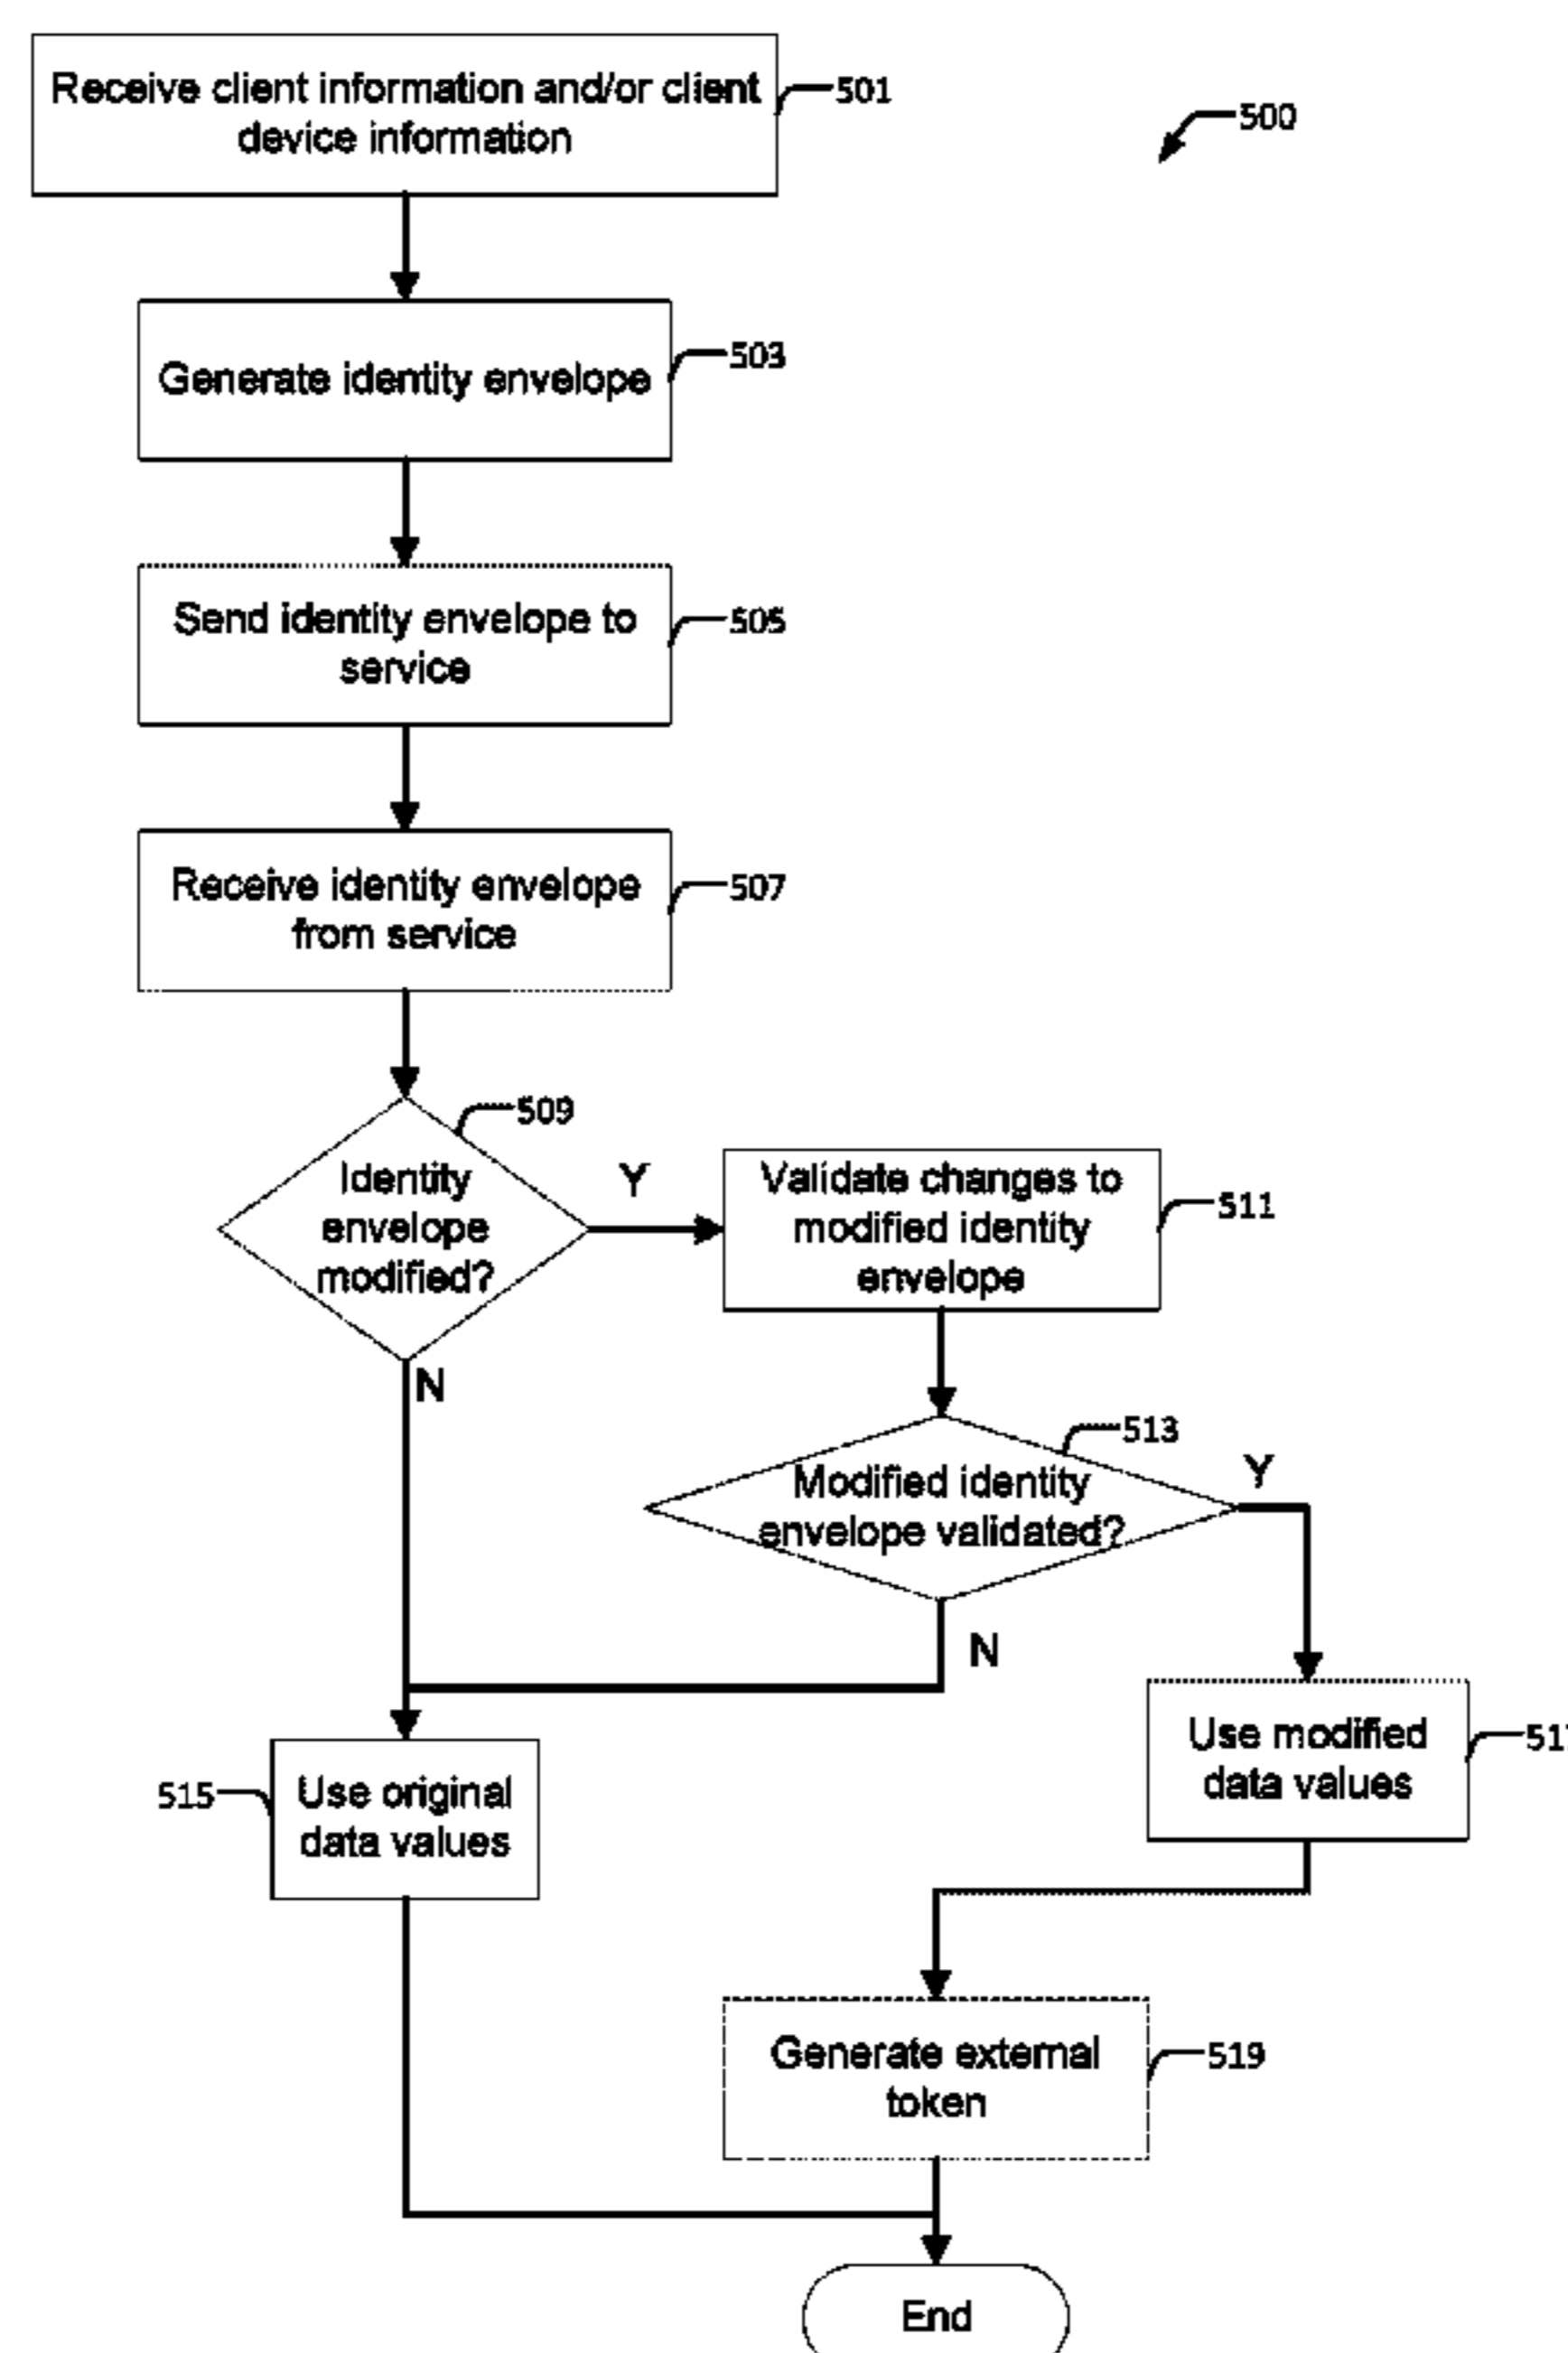 Receive client information and/or client
device information
501
500
Generate identity envelope
503
Send identity envelope to
service
505
Receive identity envelope
from service
507
509
Identity
envelope
modified?
Y
Validate changes to
modified identity
envelope
511
N
513
Modified identity
envelope validated?
Y
N
Use modified
data values
515
Use original
data values
Generate external
token
519
End